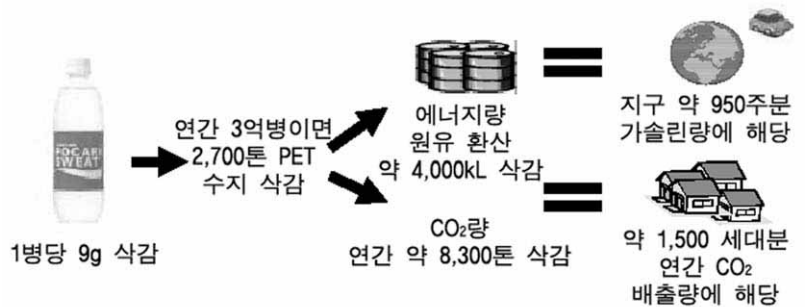 POCARI
SWEAT
1병당 9g 삭감
연간 3억병이면
2,700톤 PET
수지 삭감
에너지량
원유 환산
약 4,000kL 삭감
CO₂량
연간 약 8,300톤 삭감
지구 약 950주분
가솔린량에 해당
약 1,500 세대분
연간 CO₂
배출량에 해당